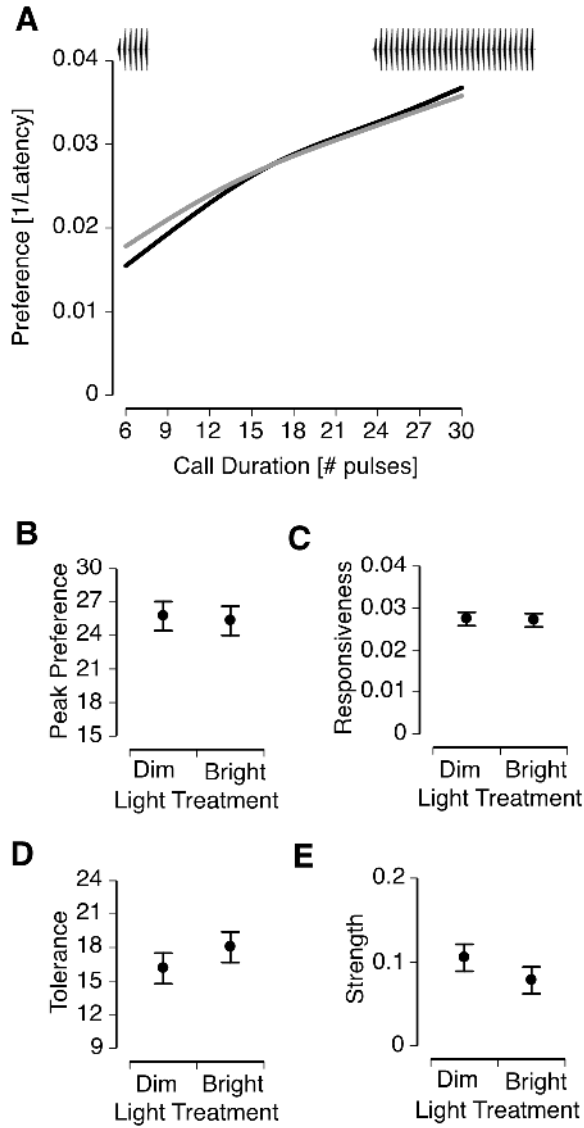 A
0.04
0.03
0.02
0.01
0
Preference [1/Latency]
6 9 12 15 18 21 24 27 30
Call Duration [# pulses]
B
30
27
24
21
18
15
Peak Preference
Dim Bright
Light Treatment
C
0.04
0.03
0.02
0.01
0
Responsiveness
Dim Bright
Light Treatment
D
24
21
18
15
12
9
Tolerance
Dim Bright
Light Treatment
E
0.2
0.1
0
Strength
Dim Bright
Light Treatment